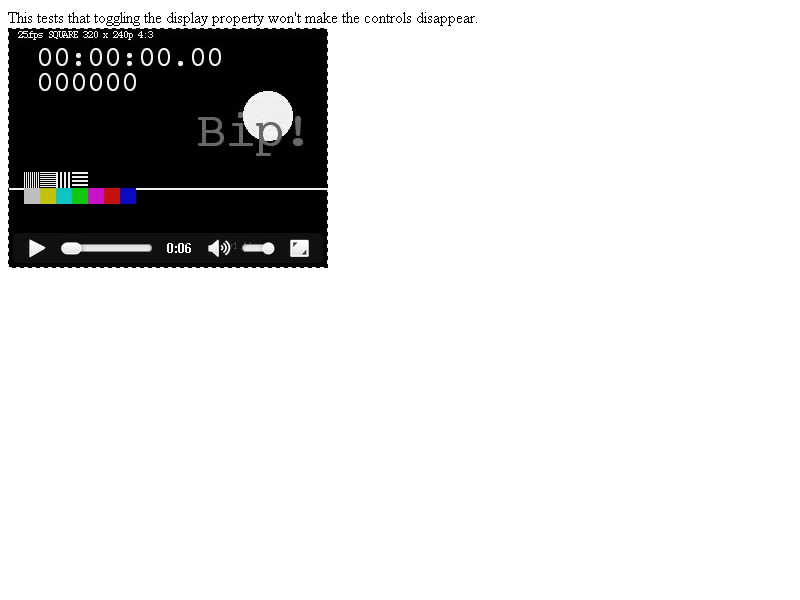 This tests that toggling the display property won't make the controls disappear.
25fps SQUARE 320 x 240p 4:3
00:00:00.00
000000
Bip!
0:06